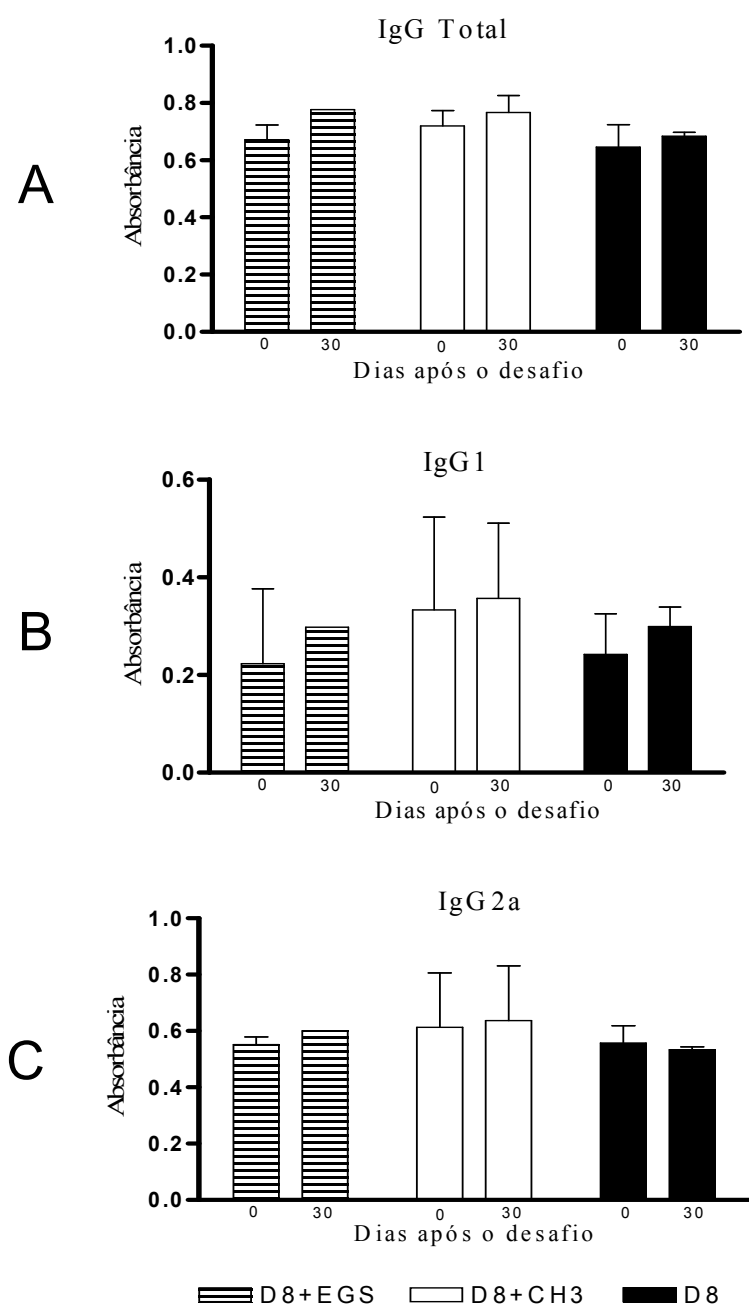 IgG Total
A
Absorbância
1.0
0.8
0.6
0.4
0.2
0.0
0 30 0 30 0 30
Dias após o desafio
IgG1
B
Absorbância
0.6
0.4
0.2
0.0
0 30 0 30 0 30
Dias após o desafio
IgG2a
C
Absorbância
1.0
0.8
0.6
0.4
0.2
0.0
0 30 0 30 0 30
Dias após o desafio
D8+EGS D8+CH3 D8